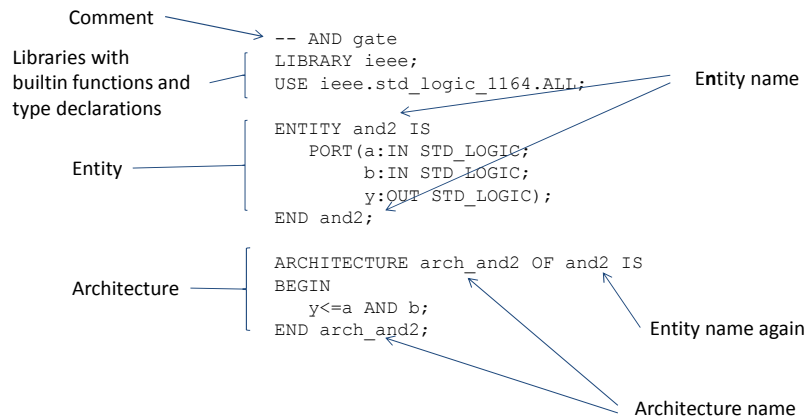 Comment
-- AND gate
Libraries with
builtin functions and
type declarations
LIBRARY ieee;
USE ieee.std_logic_1164.ALL;
Entity name
Entity
ENTITY and2 IS
PORT(a:IN STD_LOGIC;
b:IN STD_LOGIC;
y:OUT STD_LOGIC);
END and2;
Architecture
ARCHITECTURE arch_and2 OF and2 IS
BEGIN
y<=a AND b;
END arch_and2;
Entity name again
Architecture name